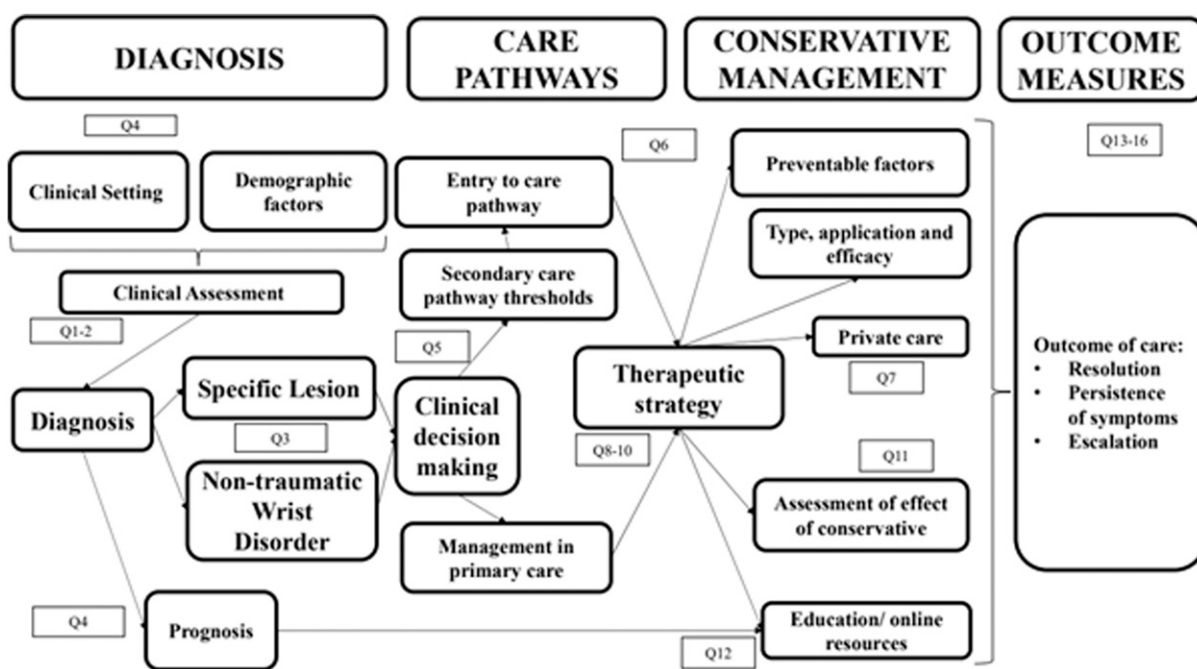 DIAGNOSIS
CARE
PATHWAYS
CONSERVATIVE
MANAGEMENT
OUTCOME
MEASURES
Q4
Clinical Setting
Demographic
factors
Clinical Assessment
Q1-2
Diagnosis
Specific Lesion
Q3
Non-traumatic
Wrist
Disorder
Q4
Prognosis
Entry to care
pathway
Secondary care
pathway thresholds
Q5
Clinical
decision
making
Management in
primary care
Q6
Therapeutic
strategy
Q8-10
Preventable factors
Type, application and
efficacy
Private care
Q7
Q11
Assessment of effect
of conservative
Education/ online
resources
Q12
Q13-16
Outcome of care:
• Resolution
• Persistence
of symptoms
• Escalation